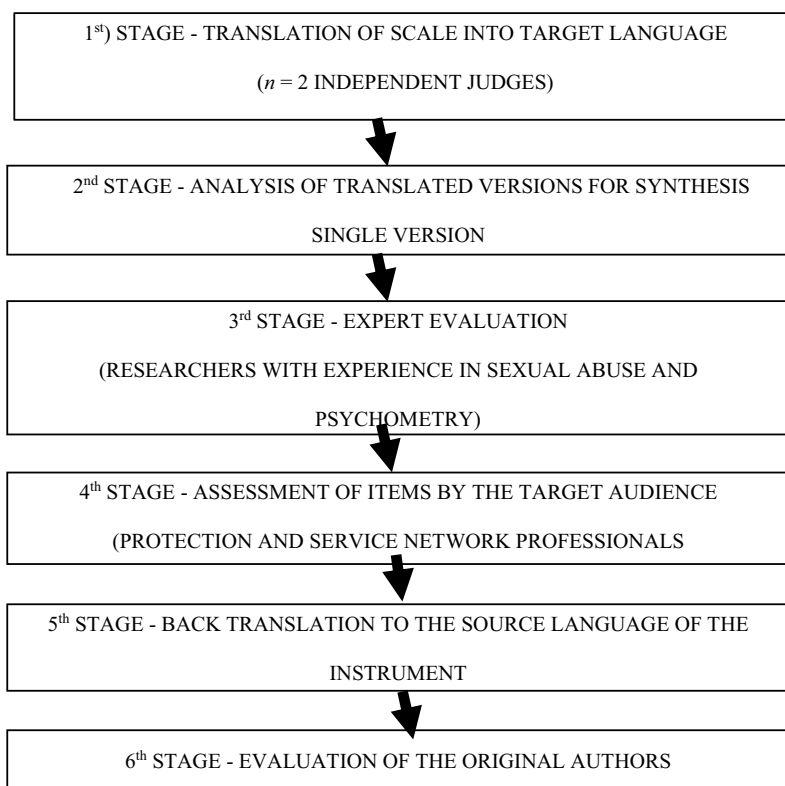 1st) STAGE - TRANSLATION OF SCALE INTO TARGET LANGUAGE
(n = 2 INDEPENDENT JUDGES)
2nd STAGE - ANALYSIS OF TRANSLATED VERSIONS FOR SYNTHESIS
SINGLE VERSION
3rd STAGE - EXPERT EVALUATION
(RESEARCHERS WITH EXPERIENCE IN SEXUAL ABUSE AND
PSYCHOMETRY)
4th STAGE - ASSESSMENT OF ITEMS BY THE TARGET AUDIENCE
(PROTECTION AND SERVICE NETWORK PROFESSIONALS
5th STAGE - BACK TRANSLATION TO THE SOURCE LANGUAGE OF THE
INSTRUMENT
6th STAGE - EVALUATION OF THE ORIGINAL AUTHORS